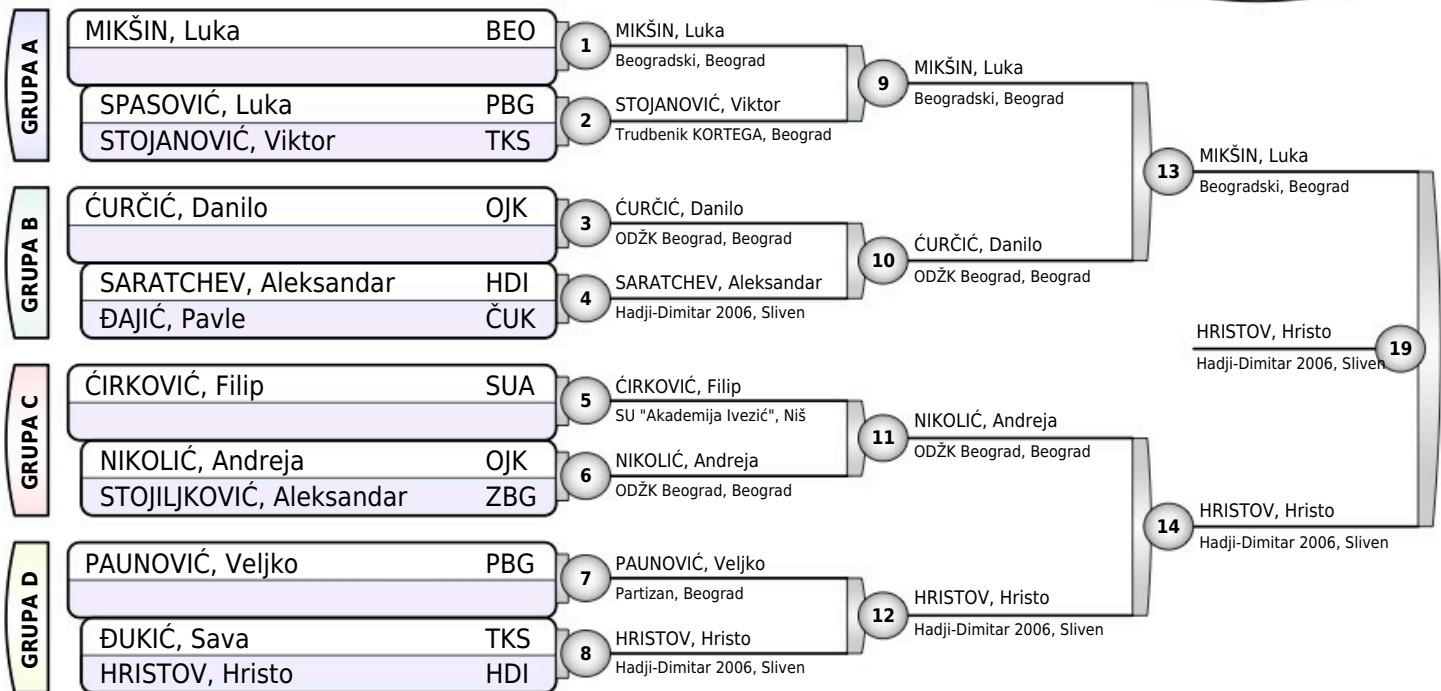 GRUPA A
MIKŠIN, Luka BEO
SPASOVIĆ, Luka PBG
STOJANOVIĆ, Viktor TKS
GRUPA B
ĆURČIĆ, Danilo OJK
SARATCHEV, Aleksandar HDI
ĐAJIĆ, Pavle ČUK
GRUPA C
ĆIRKOVIĆ, Filip SUA
NIKOLIĆ, Andreja OJK
STOJILJKOVIĆ, Aleksandar ZBG
GRUPA D
PAUNOVIĆ, Veljko PBG
ĐUKIĆ, Sava TKS
HRISTOV, Hristo HDI
1 MIKŠIN, Luka
Beogradski, Beograd
2 STOJANOVIĆ, Viktor
Trudbenik KORTEGA, Beograd
3 ĆURČIĆ, Danilo
ODŽK Beograd, Beograd
4 SARATCHEV, Aleksandar
Hadji-Dimitar 2006, Sliven
5 ĆIRKOVIĆ, Filip
SU "Akademija Ivezić", Niš
6 NIKOLIĆ, Andreja
ODŽK Beograd, Beograd
7 PAUNOVIĆ, Veljko
Partizan, Beograd
8 HRISTOV, Hristo
Hadji-Dimitar 2006, Sliven
9 MIKŠIN, Luka
Beogradski, Beograd
10 ĆURČIĆ, Danilo
ODŽK Beograd, Beograd
11 NIKOLIĆ, Andreja
ODŽK Beograd, Beograd
12 HRISTOV, Hristo
Hadji-Dimitar 2006, Sliven
13 MIKŠIN, Luka
Beogradski, Beograd
14 HRISTOV, Hristo
Hadji-Dimitar 2006, Sliven
HRISTOV, Hristo
Hadji-Dimitar 2006, Sliven
19